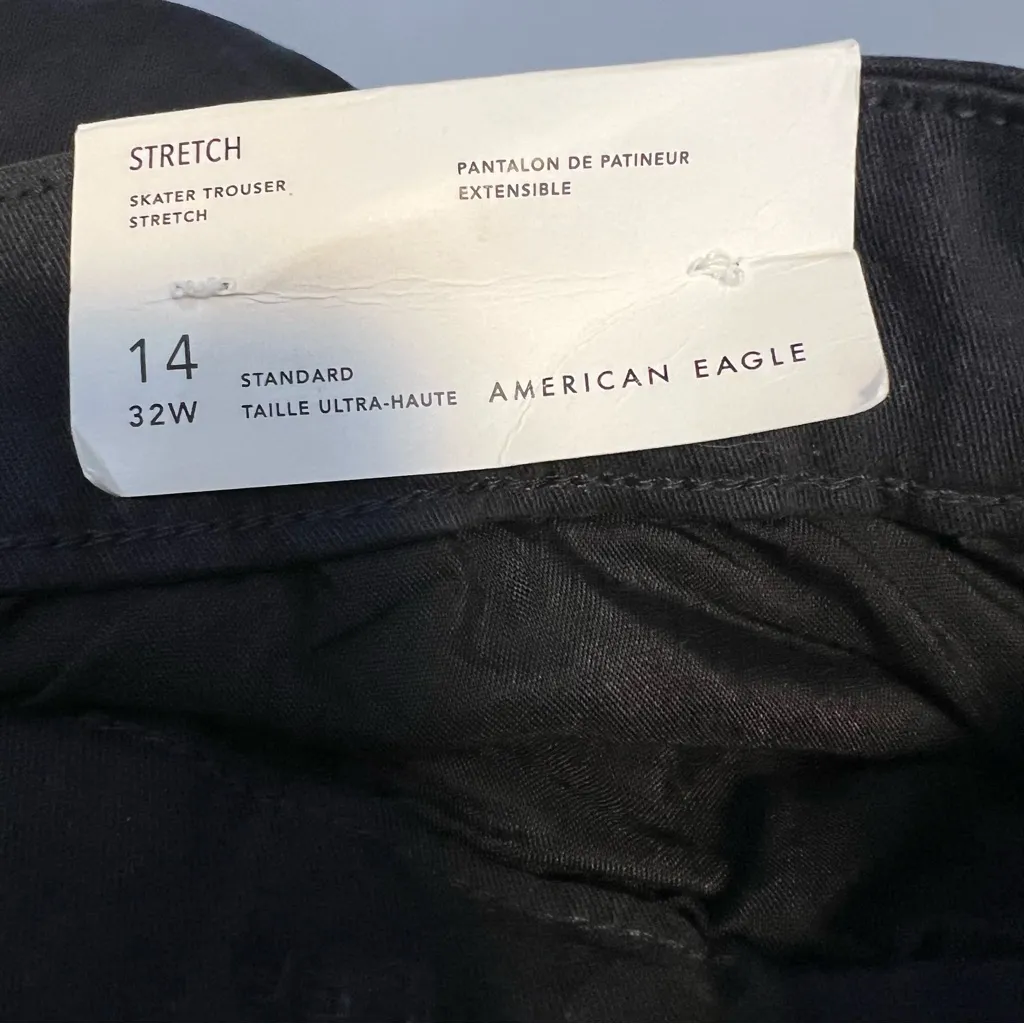 STRETCH
SKATER TROUSER
STRETCH
PANTALON DE PATINEUR
EXTENSIBLE
14
32W
STANDARD
TAILLE ULTRA-HAUTE
AMERICAN EAGLE